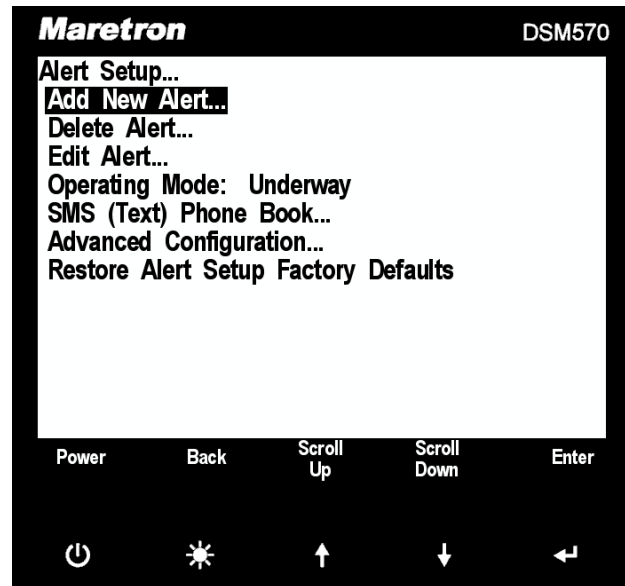 Maretron
DSM570
Alert Setup...
Add New Alert...
Delete Alert...
Edit Alert...
Operating Mode: Underway
SMS (Text) Phone Book...
Advanced Configuration...
Restore Alert Setup Factory Defaults
Power
Back
Scroll
Up
Scroll
Down
Enter